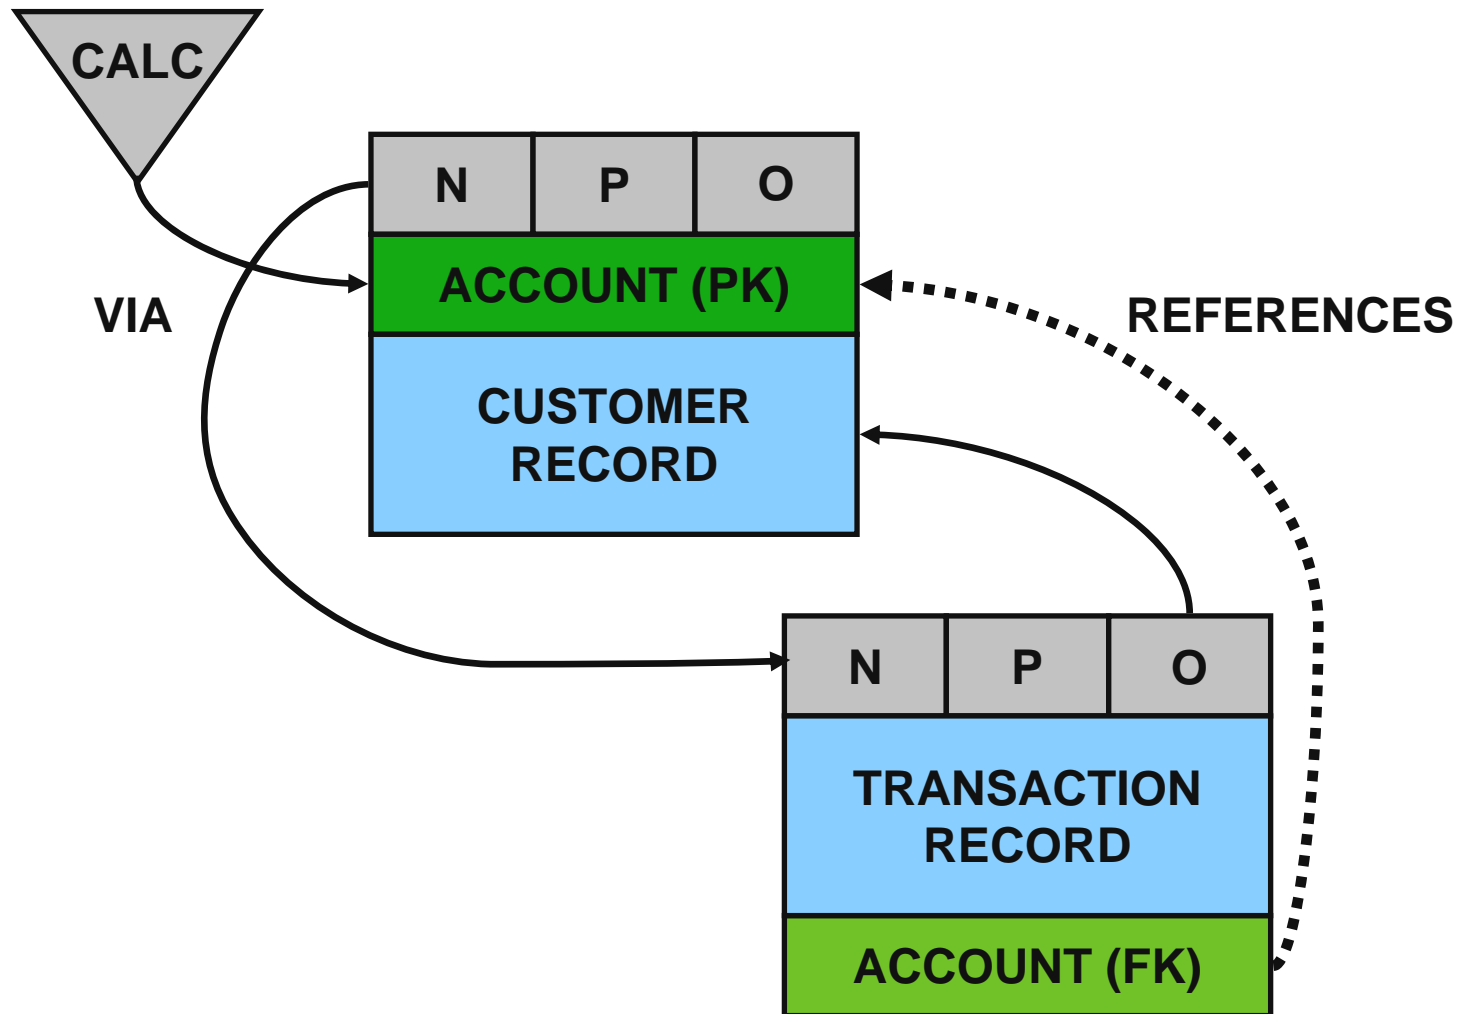 CALC
N P O
ACCOUNT (PK)
VIA
REFERENCES
CUSTOMER
RECORD
N P O
TRANSACTION
RECORD
ACCOUNT (FK)